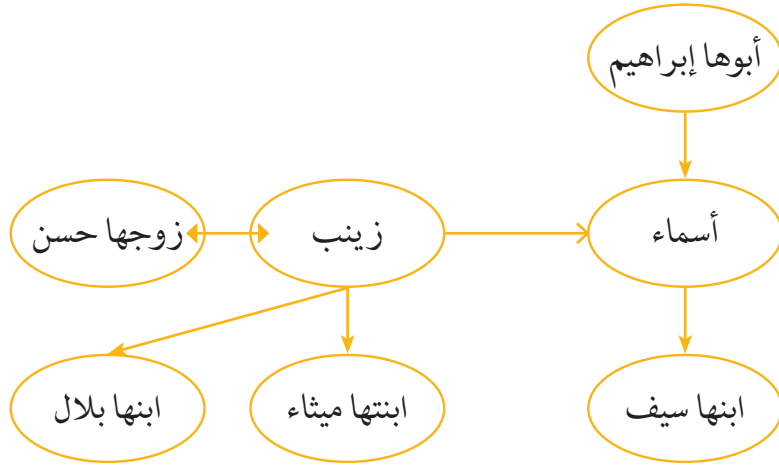 أبوها إبراهيم
أسماء
زينب
زوجها حسن
ابنها سيف
ابنتها ميثاء
ابنها بلال